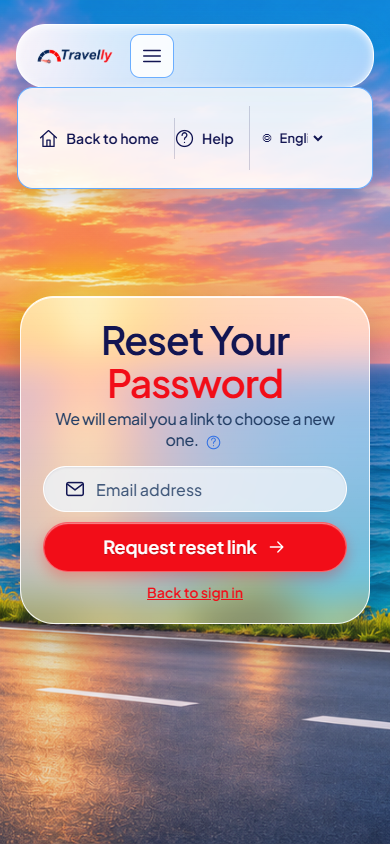 Travelly
Back to home
Help
Engli
Reset Your
Password
We will email you a link to choose a new
one.
Email address
Request reset link
Back to sign in